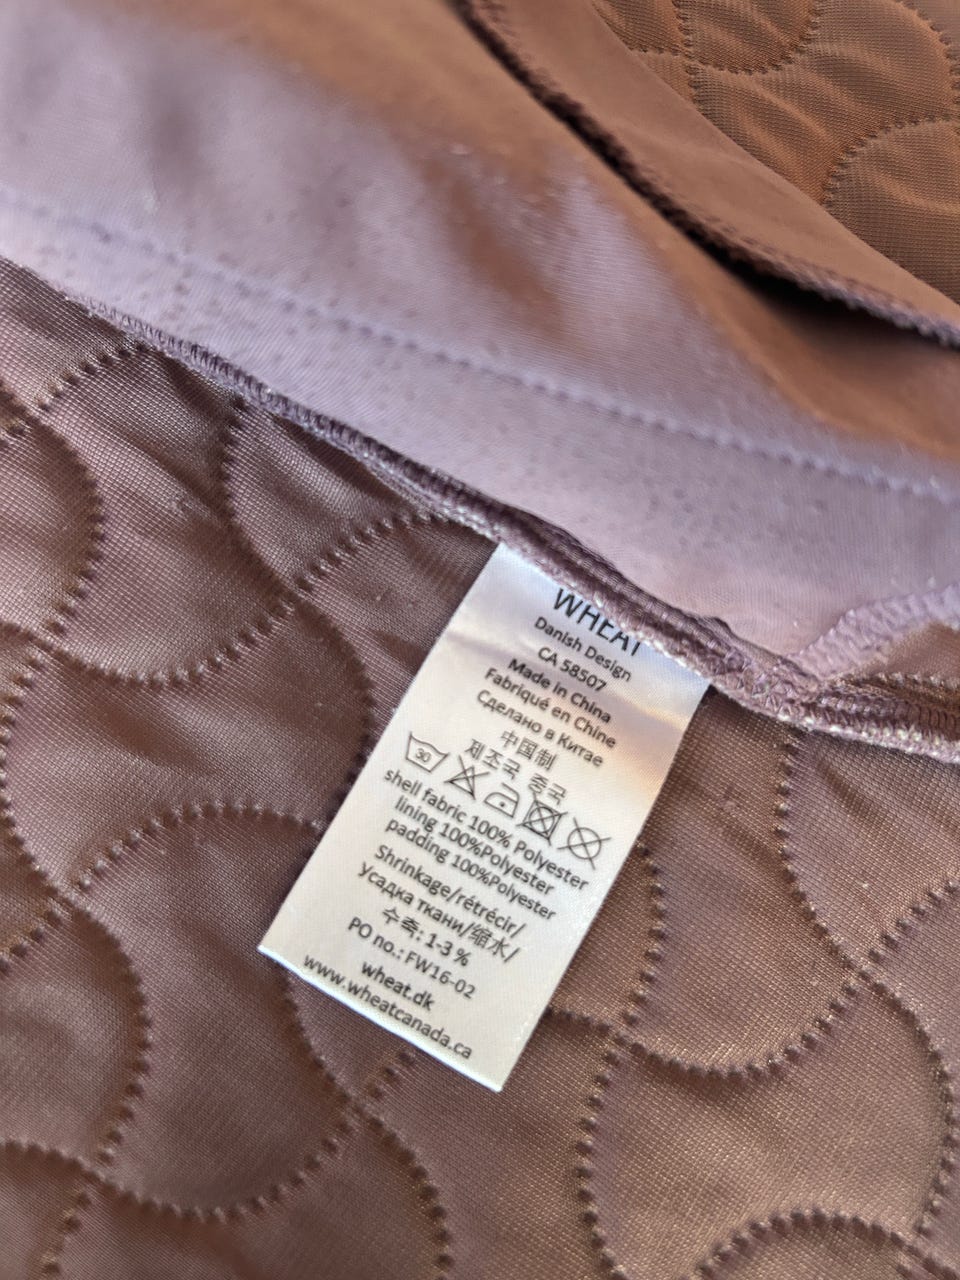 WHEAT
Danish Design
CA 58507
Made in China
Fabriqué en Chine
Сделано в Китае
中国制
제조국 중국
30
shell fabric 100% Polyester
lining 100%Polyester
padding 100%Polyester
Shrinkage/rétrécir/
Усадка ткани/缩水/
수축: 1-3 %
PO no.: FW16-02
wheat.dk
www.wheatcanada.ca